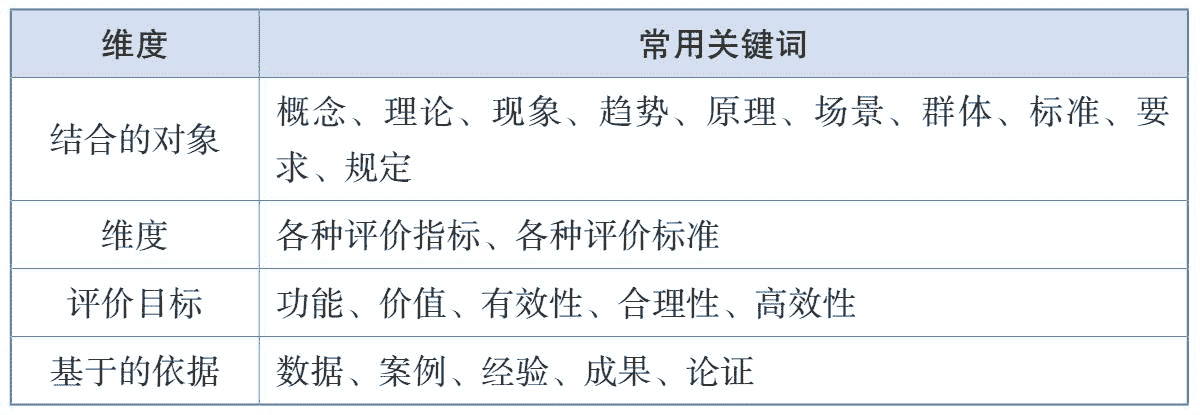 维度 常用关键词
结合的对象 概念、理论、现象、趋势、原理、场景、群体、标准、要
求、规定
维度 各种评价指标、各种评价标准
评价目标 功能、价值、有效性、合理性、高效性
基于的依据 数据、案例、经验、成果、论证